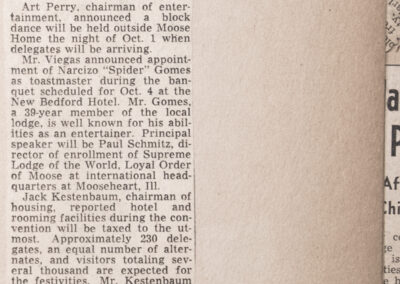 Art Perry, chairman of enter-
tainment, announced a block
dance will be held outside Moose
Home the night of Oct. 1 when
delegates will be arriving.
Mr. Viegas announced appoint-
ment of Narcizo "Spider" Gomes
as toastmaster during the ban-
quet scheduled for Oct. 4 at the
New Bedford Hotel. Mr. Gomes,
a 39-year member of the local
lodge, is well known for his abil-
ities as an entertainer. Principal
speaker will be Paul Schmitz, di-
rector of enrollment of Supreme
Lodge of the World, Loyal Order
of Moose at international head-
quarters at Mooseheart, Ill.
Jack Kestenbaum, chairman of
housing, reported hotel and
rooming facilities during the con-
vention will be taxed to the ut-
most. Approximately 230 dele-
gates, an equal number of alter-
nates, and visitors totaling sev-
eral thousand are expected for
the festivities. Mr. Kestenbaum
a
P
Af
Chi